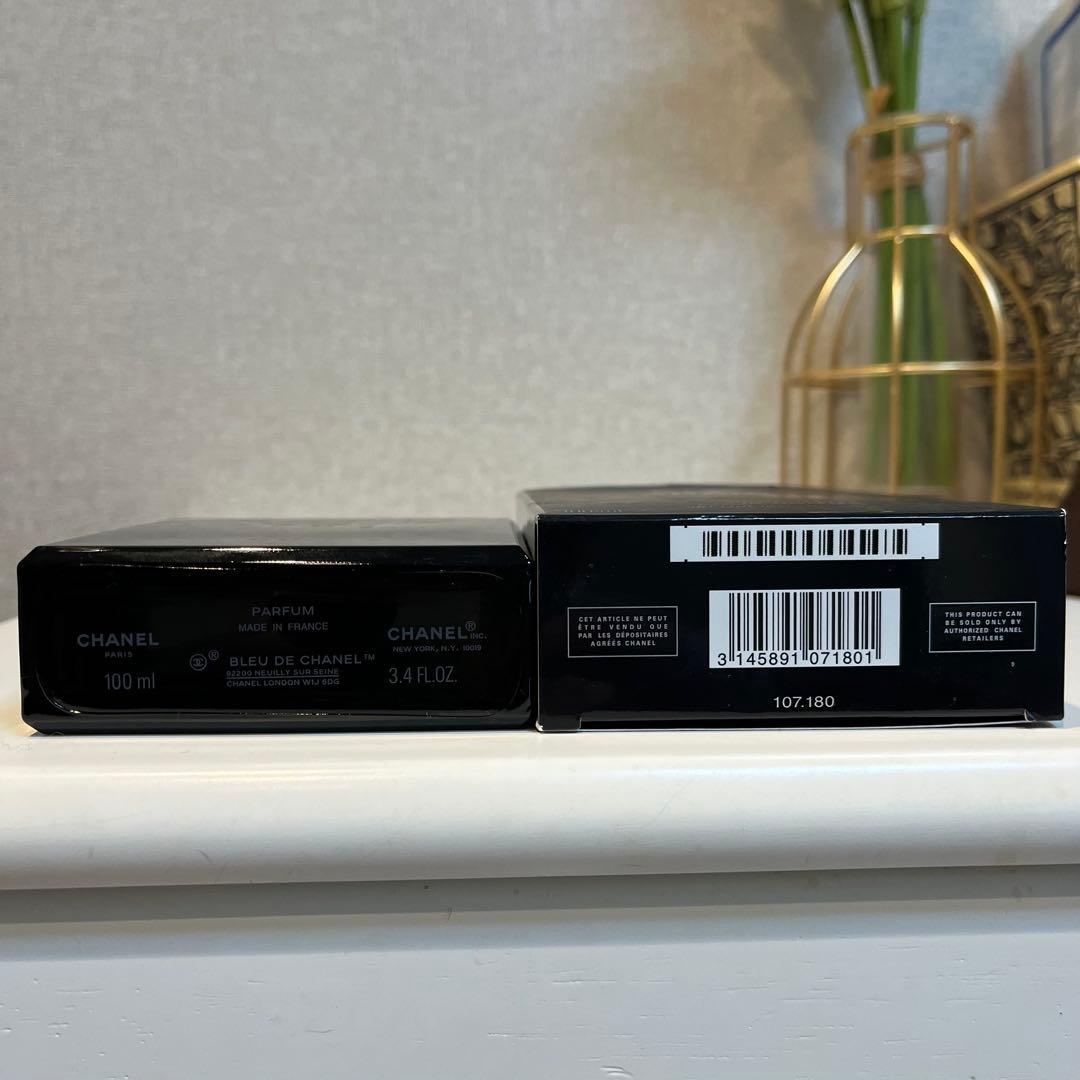 PARFUM
MADE IN FRANCE
CHANEL
PARIS
100 ml
BLEU DE CHANEL™
92200 NEUILLY SUR SEINE
CHANEL LONDON W1J 6DG
CHANEL® INC.
NEW YORK, N.Y. 10019
3.4 FL.OZ.
CET ARTICLE NE PEUT
ÊTRE VENDU QUE
PAR LES DÉPOSITAIRES
AGRÉÉS CHANEL
3 145891 071801
107.180
THIS PRODUCT CAN
BE SOLD ONLY BY
AUTHORIZED CHANEL
RETAILERS